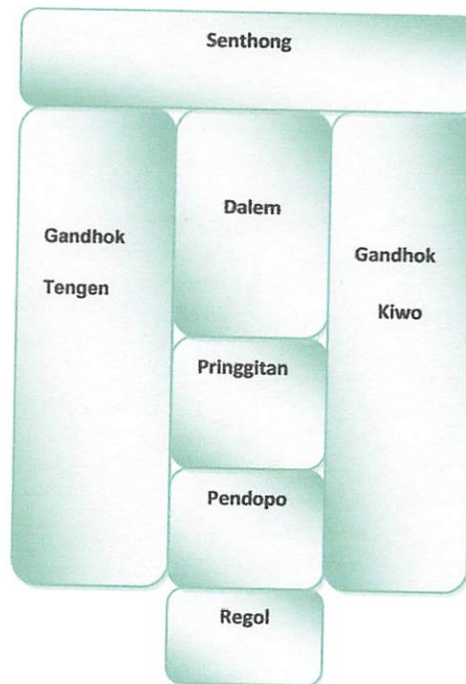 Senthong
Dalem
Gandhok
Tengen
Gandhok
Kiwo
Pringgitan
Pendopo
Regol